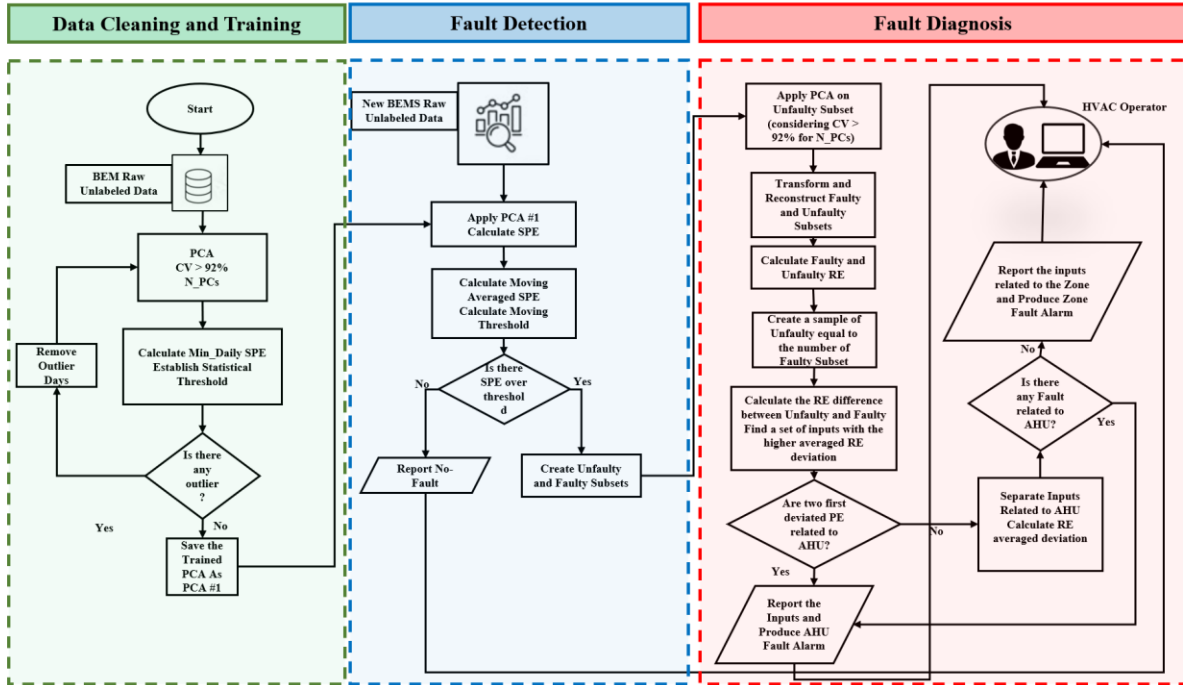 Data Cleaning and Training
Fault Detection
Fault Diagnosis
Start
BEM Raw
Unlabeled Data
PCA
CV > 92%
N_PCs
Calculate Min_Daily SPE
Establish Statistical
Threshold
Remove
Outlier
Days
Is there
any
outlier
?
Yes
No
Save the
Trained
PCA As
PCA #1
New BEMS Raw
Unlabeled Data
Apply PCA #1
Calculate SPE
Calculate Moving
Averaged SPE
Calculate Moving
Threshold
Is there
SPE over
threshol
d
No
Yes
Report No-
Fault
Create Unfaulty
and Faulty Subsets
Apply PCA on
Unfaulty Subset
(considering CV >
92% for N_PCs)
Transform and
Reconstruct Faulty
and Unfaulty
Subsets
Calculate Faulty and
Unfaulty RE
Create a sample of
Unfaulty equal to
the number of
Faulty Subset
Calculate the RE difference
between Unfaulty and Faulty
Find a set of inputs with the
higher averaged RE
deviation
Are two first
deviated PE
related to
AHU?
No
Yes
Report the
Inputs and
Produce AHU
Fault Alarm
Separate Inputs
Related to AHU
Calculate RE
averaged deviation
Is there
any Fault
related to
AHU?
No
Yes
Report the inputs
related to the Zone
and Produce Zone
Fault Alarm
HVAC Operator